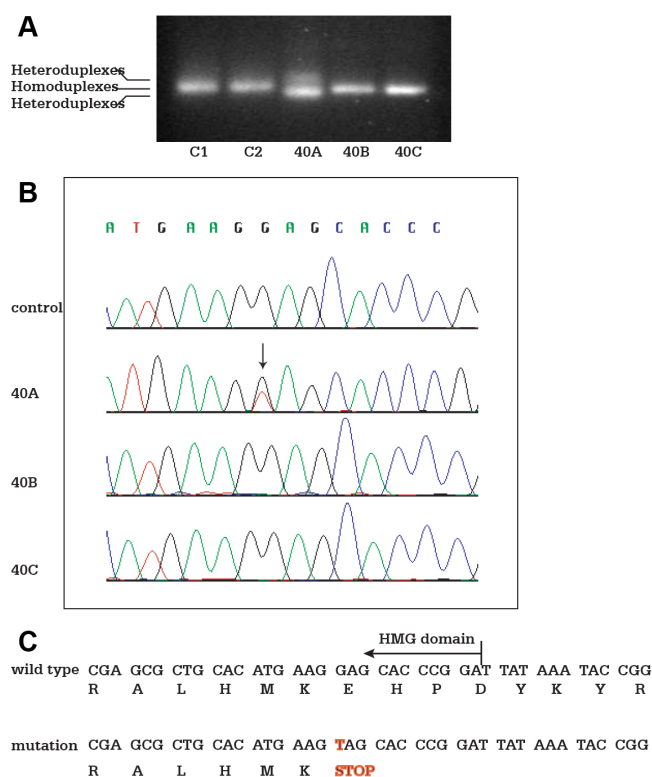 A
Heteroduplexes
Homoduplexes
Heteroduplexes
C1 C2 40A 40B 40C
B
A T G A A G G A G C A C C C
control
40A
40B
40C
C
HMG domain
wild type CGA GCG CTG CAC ATG AAG GAG CAC CCG GAT TAT AAA TAC CGG
R A L H M K E H P D Y K Y R
mutation CGA GCG CTG CAC ATG AAG TAG CAC CCG GAT TAT AAA TAC CGG
R A L H M K STOP